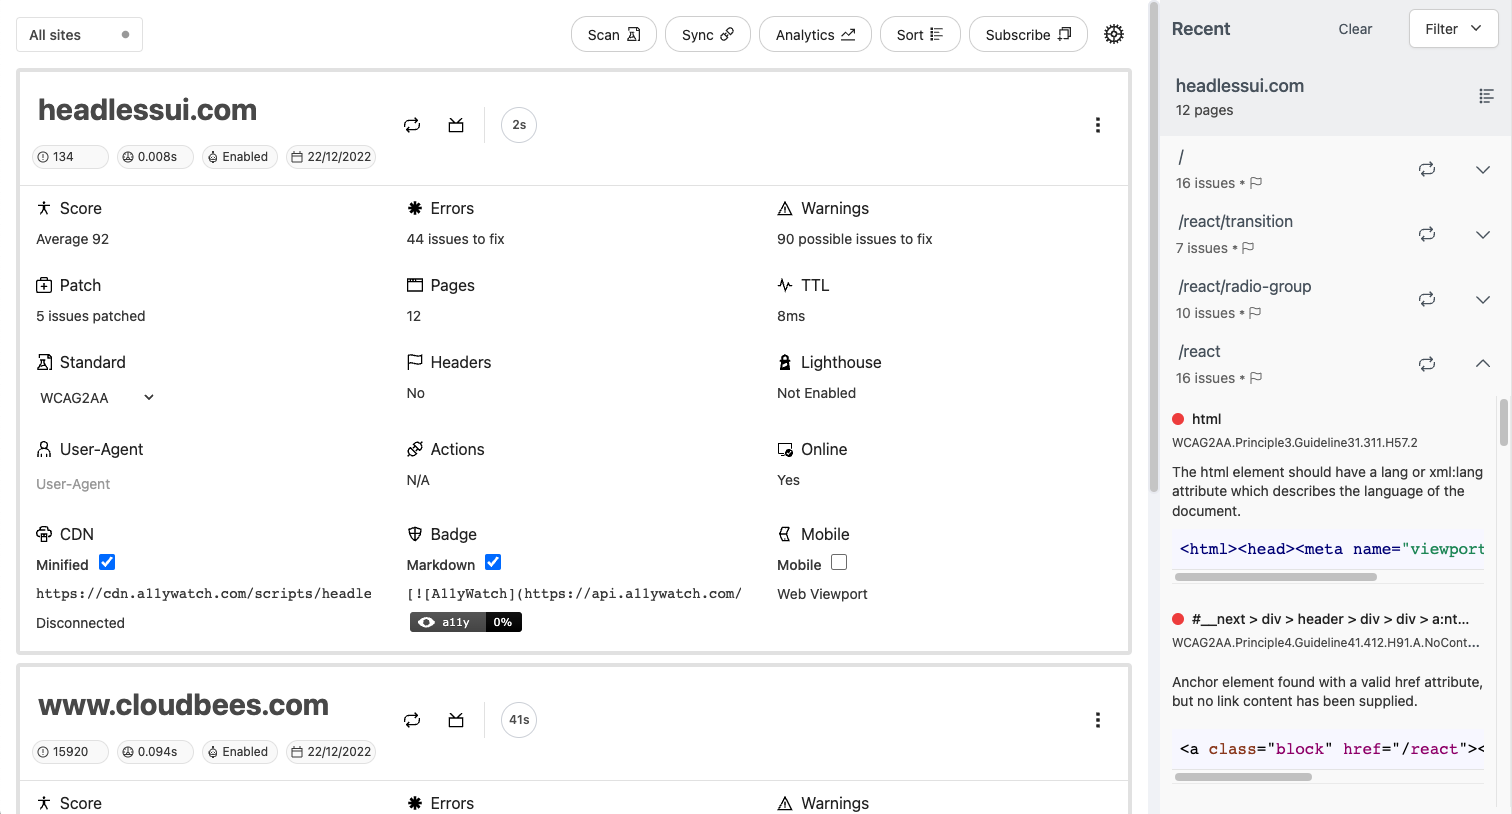 All sites
Scan
Sync
Analytics
Sort
Subscribe
headlessui.com
2s
134
0.008s
Enabled
22/12/2022
Score
Average 92
Errors
44 issues to fix
Warnings
90 possible issues to fix
Patch
5 issues patched
Pages
12
TTL
8ms
Standard
WCAG2AA
Headers
No
Lighthouse
Not Enabled
User-Agent
User-Agent
Actions
N/A
Online
Yes
CDN
Minified
https://cdn.a11ywatch.com/scripts/headle
Disconnected
Badge
Markdown
[![A11yWatch](https://api.a11ywatch.com/
a11y 0%
Mobile
Mobile
Web Viewport
www.cloudbees.com
41s
15920
0.094s
Enabled
22/12/2022
Score
Errors
Warnings
Recent
Clear
Filter
headlessui.com
12 pages
/
16 issues •
/react/transition
7 issues •
/react/radio-group
10 issues •
/react
16 issues •
html
WCAG2AA.Principle3.Guideline31.311.H57.2
The html element should have a lang or xml:lang
attribute which describes the language of the
document.
<html><head><meta name="viewport
#__next > div > header > div > div > a:nt...
WCAG2AA.Principle4.Guideline41.412.H91.A.NoCont...
Anchor element found with a valid href attribute,
but no link content has been supplied.
<a class="block" href="/react"><